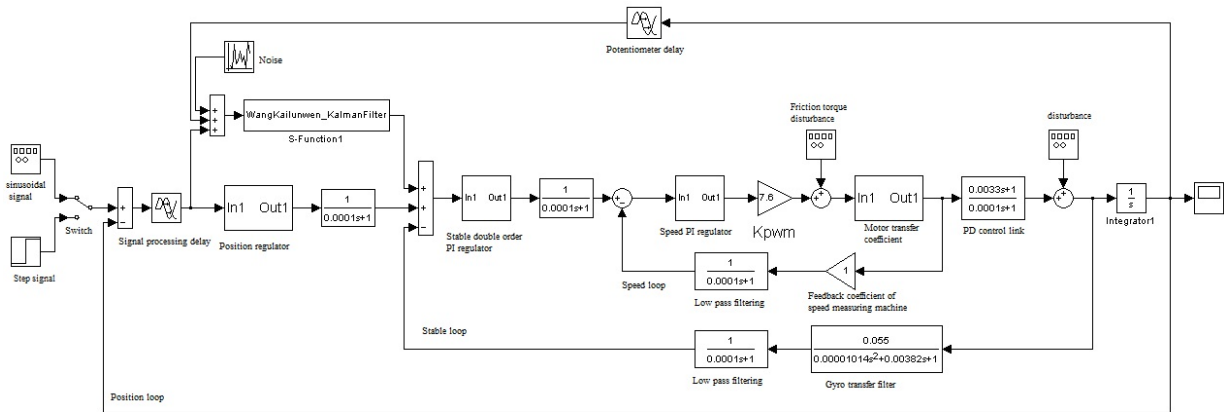 Potentiometer delay
Noise
+
+
+
WangKailunwen_KalmanFilter
S-Function1
Friction torque
disturbance
disturbance
sinusoidal
signal
Switch
Step signal
+
−
Signal processing delay
In1 Out1
Position regulator
1
0.0001s+1
+
+
−
In1 Out1
Stable double order
PI regulator
1
0.0001s+1
+
−
In1 Out1
Speed PI regulator
7.6
Kpwm
+
+
In1 Out1
Motor transfer
coefficient
0.0033s+1
0.0001s+1
PD control link
+
+
1
s
Integrator1
Speed loop
1
0.0001s+1
Low pass filtering
1
Feedback coefficient of
speed measuring machine
Stable loop
1
0.0001s+1
Low pass filtering
0.055
0.00001014s²+0.00382s+1
Gyro transfer filter
Position loop